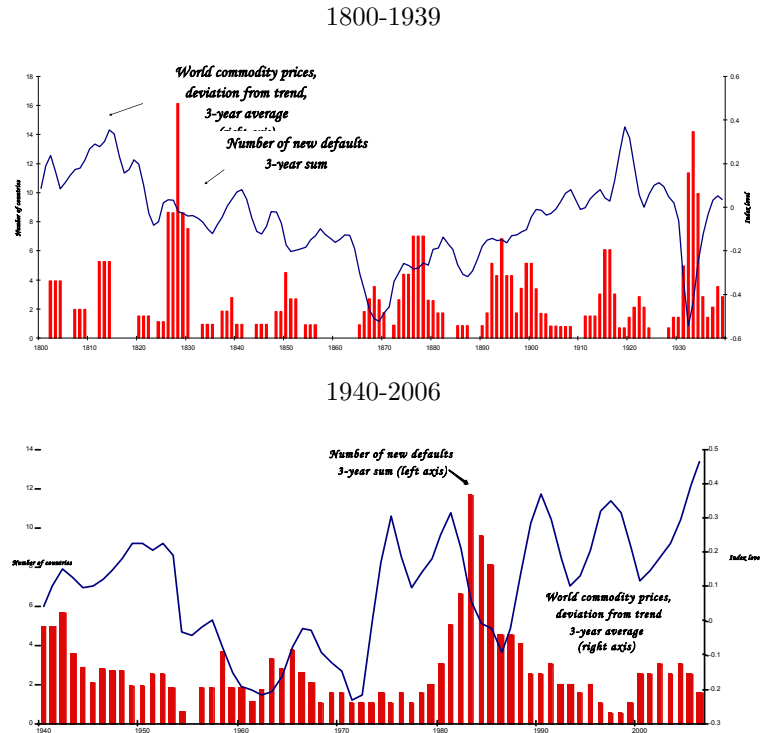 1800-1939
World commodity prices,
deviation from trend,
3-year average
(right axis)
Number of new defaults
3-year sum
Number of countries
Index level
18
16
14
12
10
8
6
4
2
0
0.6
0.4
0.2
0
-0.2
-0.4
-0.6
1800 1810 1820 1830 1840 1850 1860 1870 1880 1890 1900 1910 1920 1930
1940-2006
Number of new defaults
3-year sum (left axis)
Number of countries
Index level
World commodity prices,
deviation from trend
3-year average
(right axis)
14
12
10
8
6
4
2
0
0.5
0.4
0.3
0.2
0.1
0
-0.1
-0.2
-0.3
1940 1950 1960 1970 1980 1990 2000